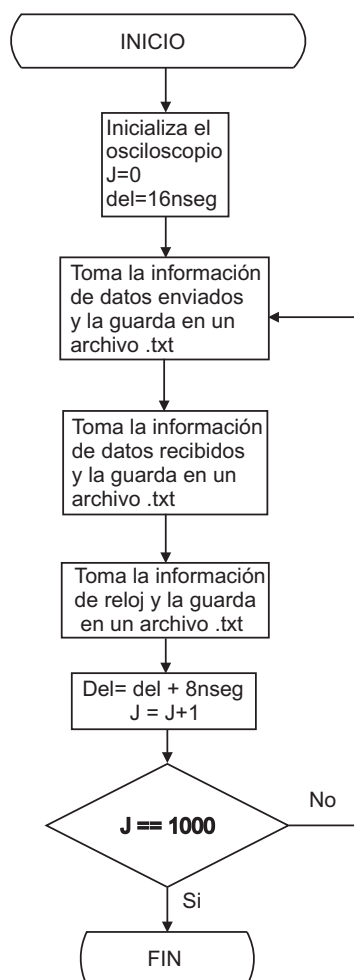 INICIO
Inicializa el
osciloscopio
J=0
del=16nseg
Toma la información
de datos enviados
y la guarda en un
archivo .txt
Toma la información
de datos recibidos
y la guarda en un
archivo .txt
Toma la información
de reloj y la guarda
en un archivo .txt
Del= del + 8nseg
J = J+1
J == 1000
No
Si
FIN